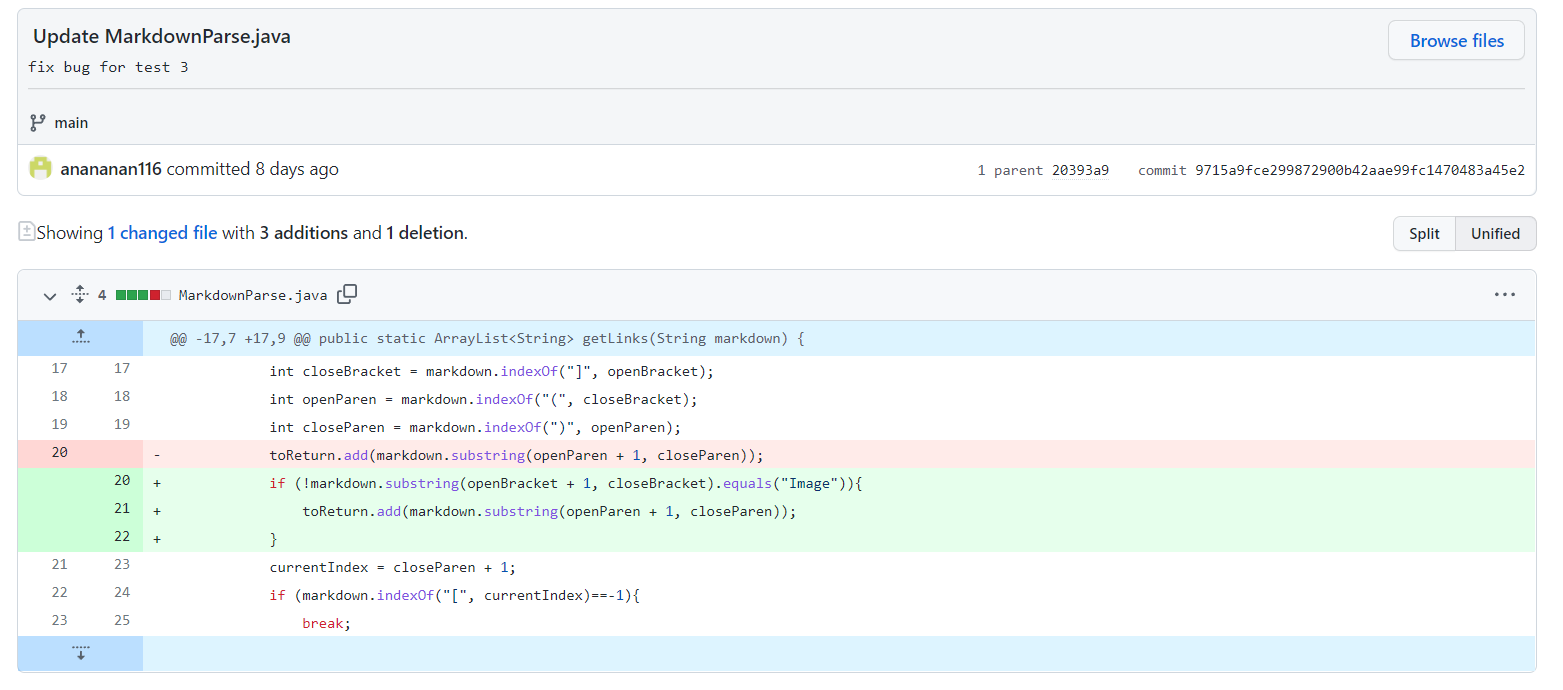 Update MarkdownParse.java
Browse files
fix bug for test 3
main
anananan116 committed 8 days ago
1 parent 20393a9 commit 9715a9fce299872900b42aae99fc1470483a45e2
Showing 1 changed file with 3 additions and 1 deletion.
Split Unified
4 MarkdownParse.java
@@ -17,7 +17,9 @@ public static ArrayList<String> getLinks(String markdown) {
17 17 int closeBracket = markdown.indexOf("]", openBracket);
18 18 int openParen = markdown.indexOf("(", closeBracket);
19 19 int closeParen = markdown.indexOf(")", openParen);
20 - toReturn.add(markdown.substring(openParen + 1, closeParen));
20 + if (!markdown.substring(openBracket + 1, closeBracket).equals("Image")){
21 + toReturn.add(markdown.substring(openParen + 1, closeParen));
22 + }
21 23 currentIndex = closeParen + 1;
22 24 if (markdown.indexOf("[", currentIndex)==-1){
23 25 break;